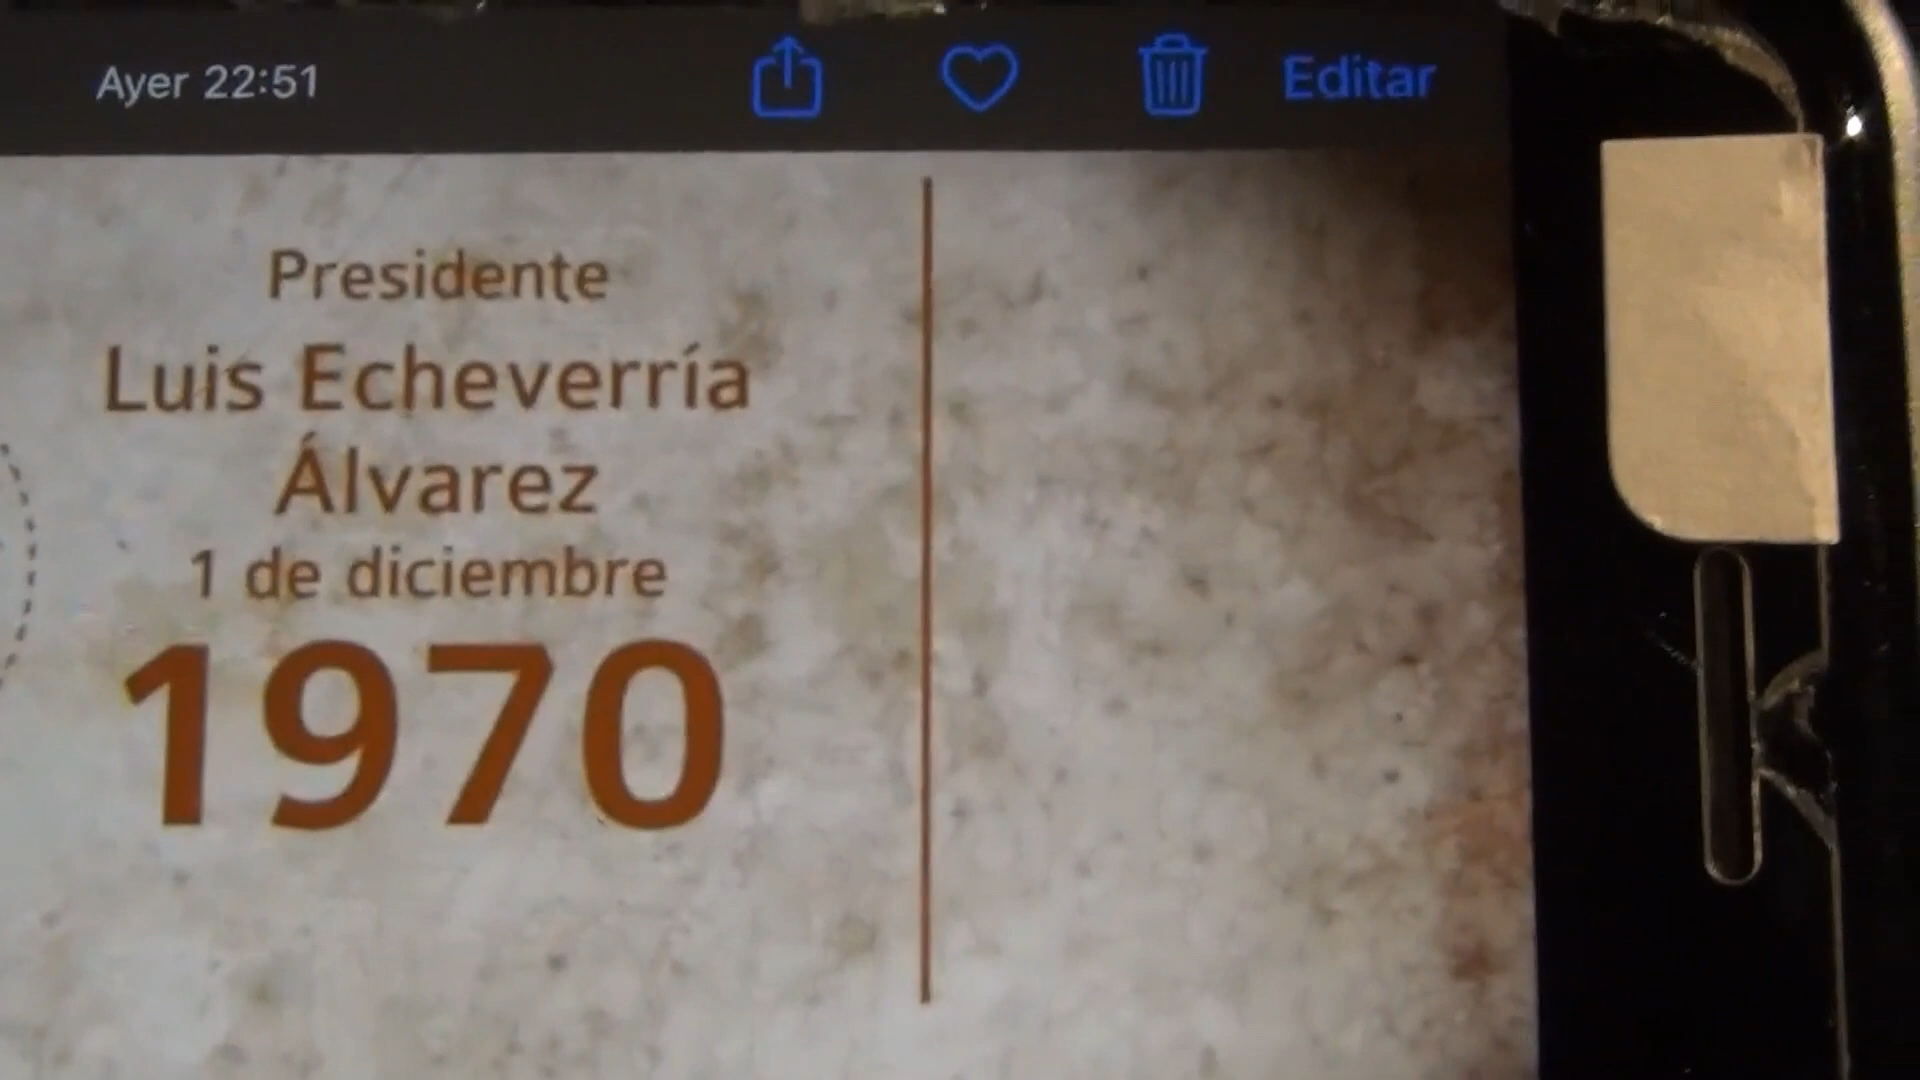 Ayer 22:51 Editar
Presidente
Luis Echeverría
Álvarez
1 de diciembre
1970